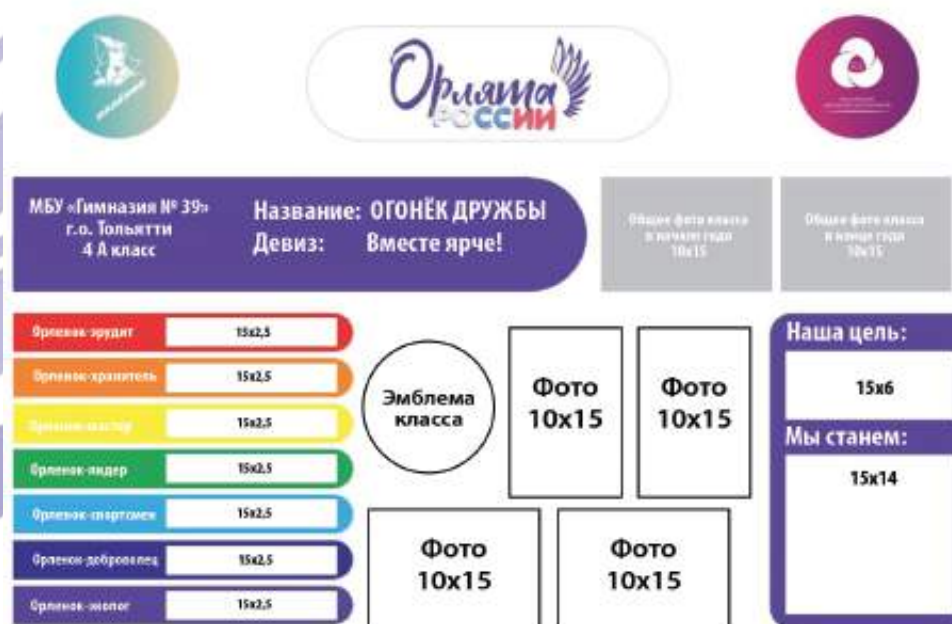 Орлята
РОССИИ
МБУ «Гимназия № 39»
г.о. Тольятти
4 А класс
Название: ОГОНЁК ДРУЖБЫ
Девиз: Вместе ярче!
Общее фото класса
в начале года
10х15
Общее фото класса
в конце года
10х15
Орленок-эрудит
15х2,5
Орленок-хранитель
15х2,5
Орленок-мастер
15х2,5
Орленок-лидер
15х2,5
Орленок-спортсмен
15х2,5
Орленок-доброволец
15х2,5
Орленок-эколог
15х2,5
Эмблема
класса
Фото
10х15
Фото
10х15
Фото
10х15
Фото
10х15
Наша цель:
15х6
Мы станем:
15х14